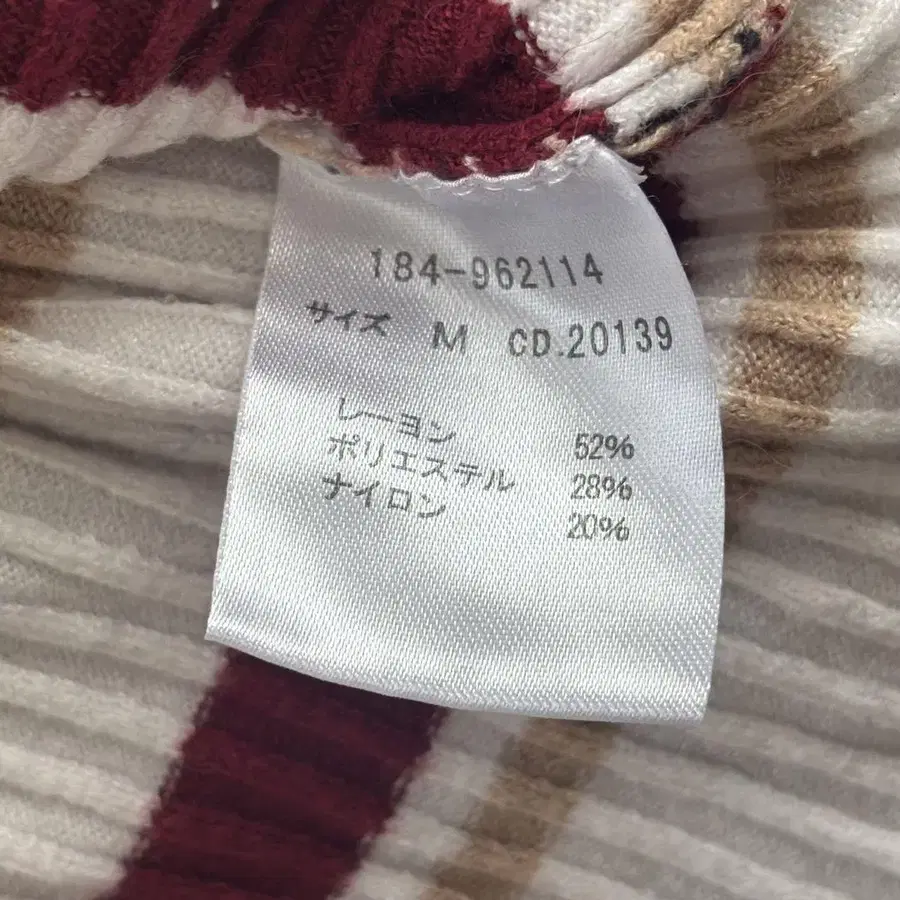 184-962114
サイズ M CD.20139
レーヨン 52%
ポリエステル 28%
ナイロン 20%